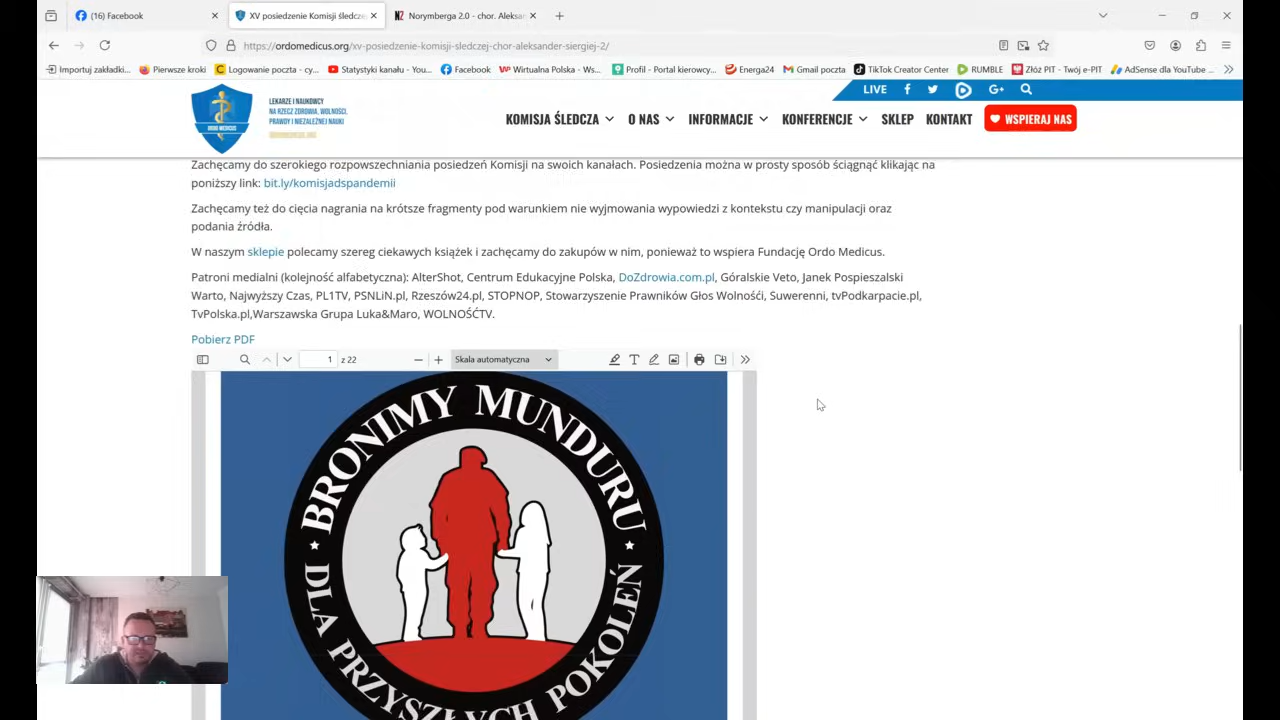 (16) Facebook
XV posiedzenie Komisji śledcze
Norymberga 2.0 - chor. Aleksa
https://ordomedicus.org/xv-posiedzenie-komisji-sledczej-chor-aleksander-siergiej-2/
Importuj zakładki...
Pierwsze kroki
Logowanie poczta - cy...
Statystyki kanału - You...
Facebook
Wirtualna Polska - Ws...
Profil - Portal kierowcy...
Energa24
Gmail poczta
TikTok Creator Center
RUMBLE
Złóż PIT - Twój e-PIT
AdSense dla YouTube ...
LIVE
ORDO MEDICUS
LEKARZE I NAUKOWCY
NA RZECZ ZDROWIA, WOLNOŚCI,
PRAWDY I NIEZALEŻNEJ NAUKI
KOMISJA ŚLEDCZA
O NAS
INFORMACJE
KONFERENCJE
SKLEP
KONTAKT
WSPIERAJ NAS
Zachęcamy do szerokiego rozpowszechniania posiedzeń Komisji na swoich kanałach. Posiedzenia można w prosty sposób ściągnąć klikając na
poniższy link: bit.ly/komisjadspandemii
Zachęcamy też do cięcia nagrania na krótsze fragmenty pod warunkiem nie wyjmowania wypowiedzi z kontekstu czy manipulacji oraz
podania źródła.
W naszym sklepie polecamy szereg ciekawych książek i zachęcamy do zakupów w nim, ponieważ to wspiera Fundację Ordo Medicus.
Patroni medialni (kolejność alfabetyczna): AlterShot, Centrum Edukacyjne Polska, DoZdrowia.com.pl, Góralskie Veto, Janek Pospieszalski
Warto, Najwyższy Czas, PL1TV, PSNLiN.pl, Rzeszów24.pl, STOPNOP, Stowarzyszenie Prawników Głos Wolnośći, Suwerenni, tvPodkarpacie.pl,
TvPolska.pl,Warszawska Grupa Luka&Maro, WOLNOŚĆTV.
Pobierz PDF
1 z 22
Skala automatyczna
BRONIMY MUNDURU
DLA PRZYSZŁYCH POKOLEŃ